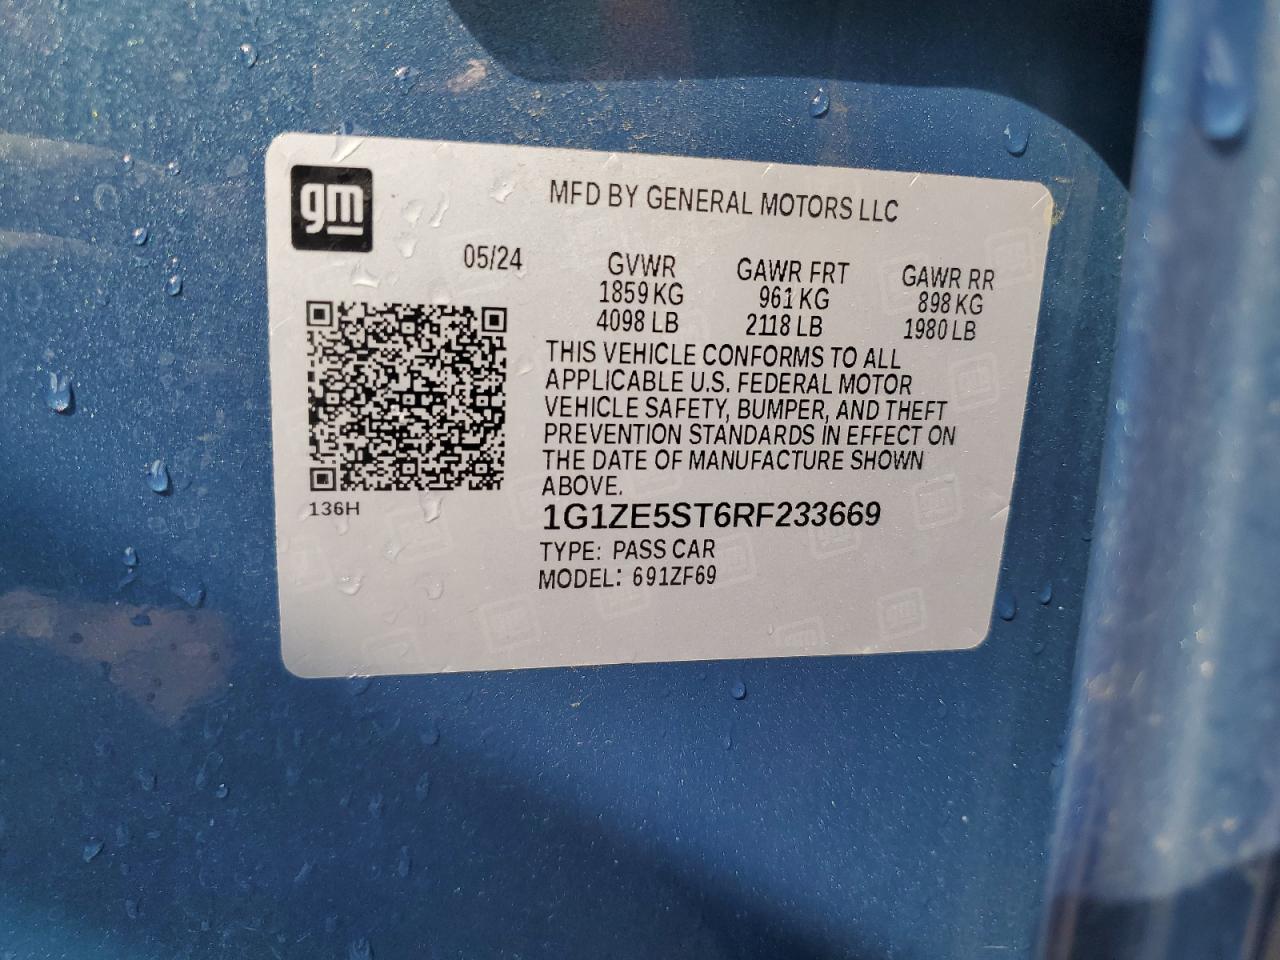 gm
MFD BY GENERAL MOTORS LLC
05/24 GVWR GAWR FRT GAWR RR
1859 KG 961 KG 898 KG
4098 LB 2118 LB 1980 LB
THIS VEHICLE CONFORMS TO ALL
APPLICABLE U.S. FEDERAL MOTOR
VEHICLE SAFETY, BUMPER, AND THEFT
PREVENTION STANDARDS IN EFFECT ON
THE DATE OF MANUFACTURE SHOWN
ABOVE.
136H
1G1ZE5ST6RF233669
TYPE: PASS CAR
MODEL: 691ZF69